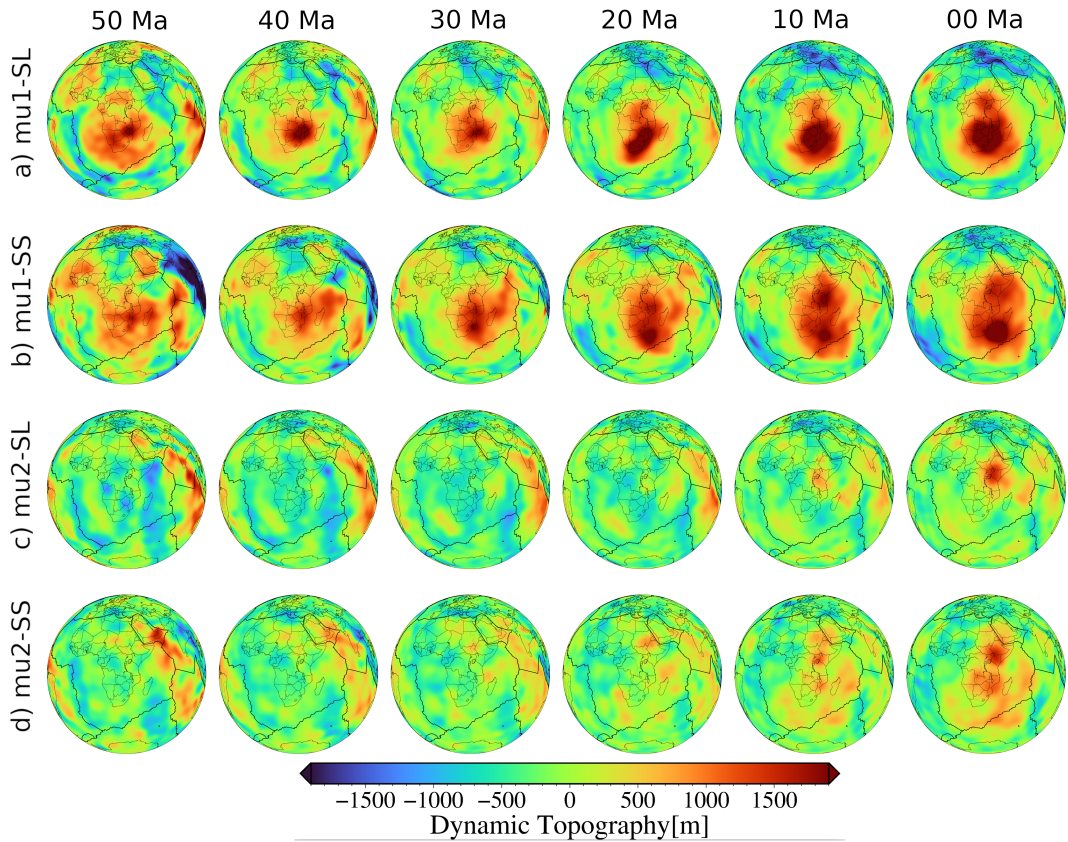 50 Ma 40 Ma 30 Ma 20 Ma 10 Ma 00 Ma
a) mu1-SL
b) mu1-SS
c) mu2-SL
d) mu2-SS
−1500 −1000 −500 0 500 1000 1500
Dynamic Topography[m]